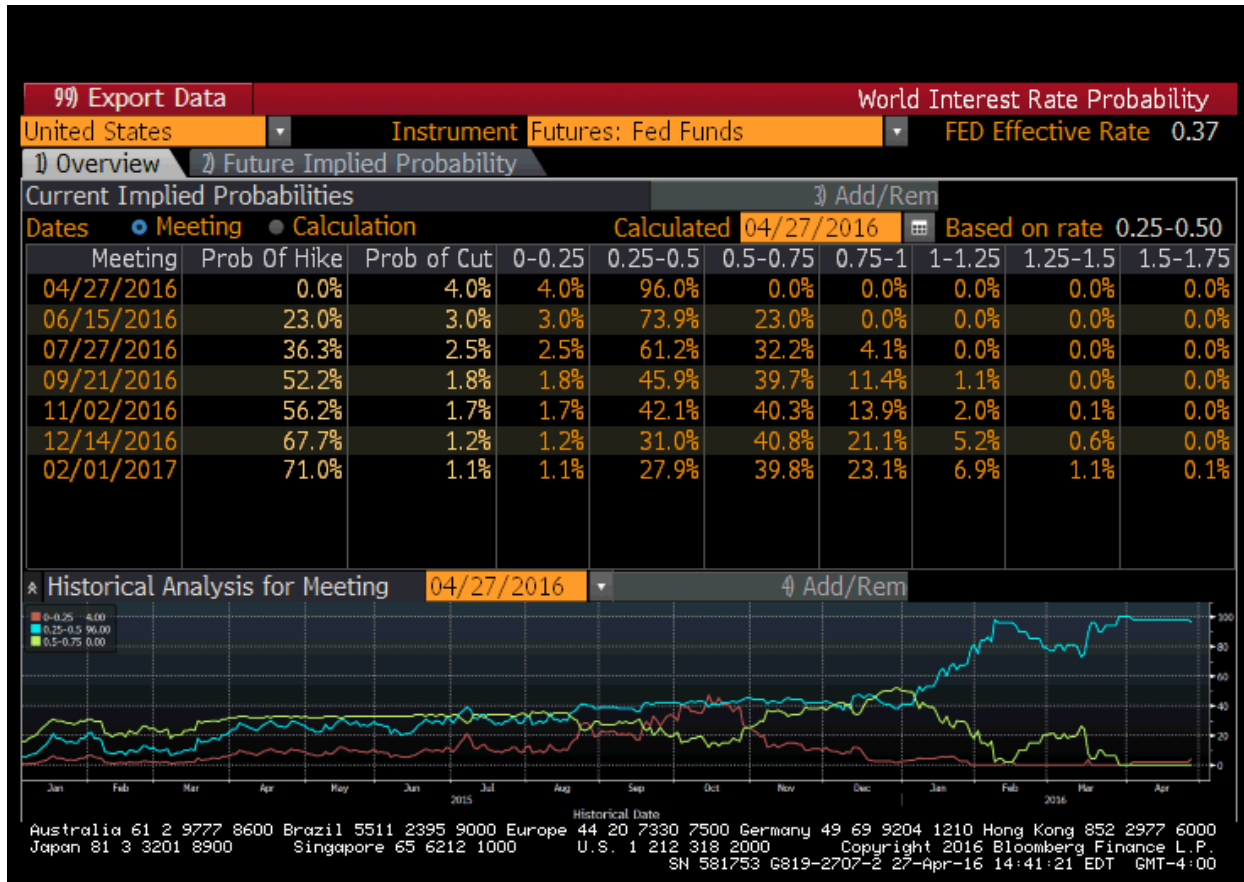 99) Export Data World Interest Rate Probability
United States Instrument Futures: Fed Funds FED Effective Rate 0.37
1) Overview 2) Future Implied Probability
Current Implied Probabilities 3) Add/Rem
Dates Meeting Calculation Calculated 04/27/2016 Based on rate 0.25-0.50
Meeting Prob Of Hike Prob of Cut 0-0.25 0.25-0.5 0.5-0.75 0.75-1 1-1.25 1.25-1.5 1.5-1.75
04/27/2016 0.0% 4.0% 4.0% 96.0% 0.0% 0.0% 0.0% 0.0% 0.0%
06/15/2016 23.0% 3.0% 3.0% 73.9% 23.0% 0.0% 0.0% 0.0% 0.0%
07/27/2016 36.3% 2.5% 2.5% 61.2% 32.2% 4.1% 0.0% 0.0% 0.0%
09/21/2016 52.2% 1.8% 1.8% 45.9% 39.7% 11.4% 1.1% 0.0% 0.0%
11/02/2016 56.2% 1.7% 1.7% 42.1% 40.3% 13.9% 2.0% 0.1% 0.0%
12/14/2016 67.7% 1.2% 1.2% 31.0% 40.8% 21.1% 5.2% 0.6% 0.0%
02/01/2017 71.0% 1.1% 1.1% 27.9% 39.8% 23.1% 6.9% 1.1% 0.1%
Historical Analysis for Meeting 04/27/2016 4) Add/Rem
0-0.25 4.00
0.25-0.5 96.00
0.5-0.75 0.00
100
80
60
40
20
0
Jan Feb Mar Apr May Jun Jul Aug Sep Oct Nov Dec Jan Feb Mar Apr
2015 2016
Historical Date
Australia 61 2 9777 8600 Brazil 5511 2395 9000 Europe 44 20 7330 7500 Germany 49 69 9204 1210 Hong Kong 852 2977 6000
Japan 81 3 3201 8900 Singapore 65 6212 1000 U.S. 1 212 318 2000 Copyright 2016 Bloomberg Finance L.P.
SN 581753 G819-2707-2 27-Apr-16 14:41:21 EDT GMT-4:00